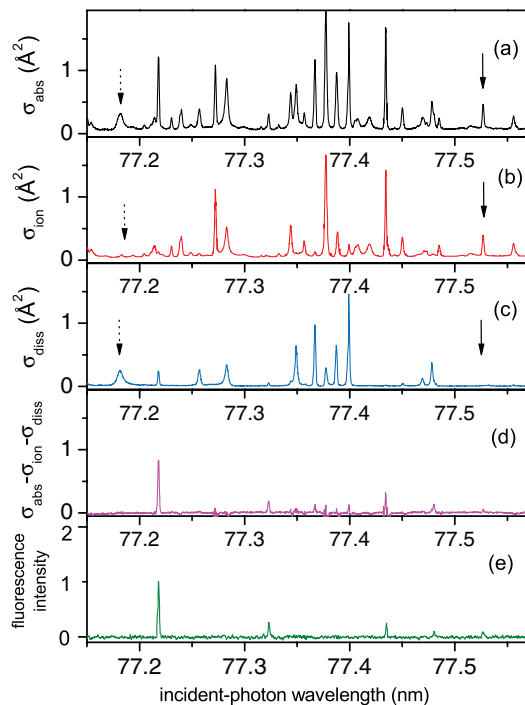 σabs (Å²)
2
1
0
(a)
77.2 77.3 77.4 77.5
σion (Å²)
1
0
(b)
77.2 77.3 77.4 77.5
σdiss (Å²)
1
0
(c)
77.2 77.3 77.4 77.5
σabs-σion-σdiss
1
0
(d)
77.2 77.3 77.4 77.5
fluorescence
intensity
2
1
0
(e)
77.2 77.3 77.4 77.5
incident-photon wavelength (nm)